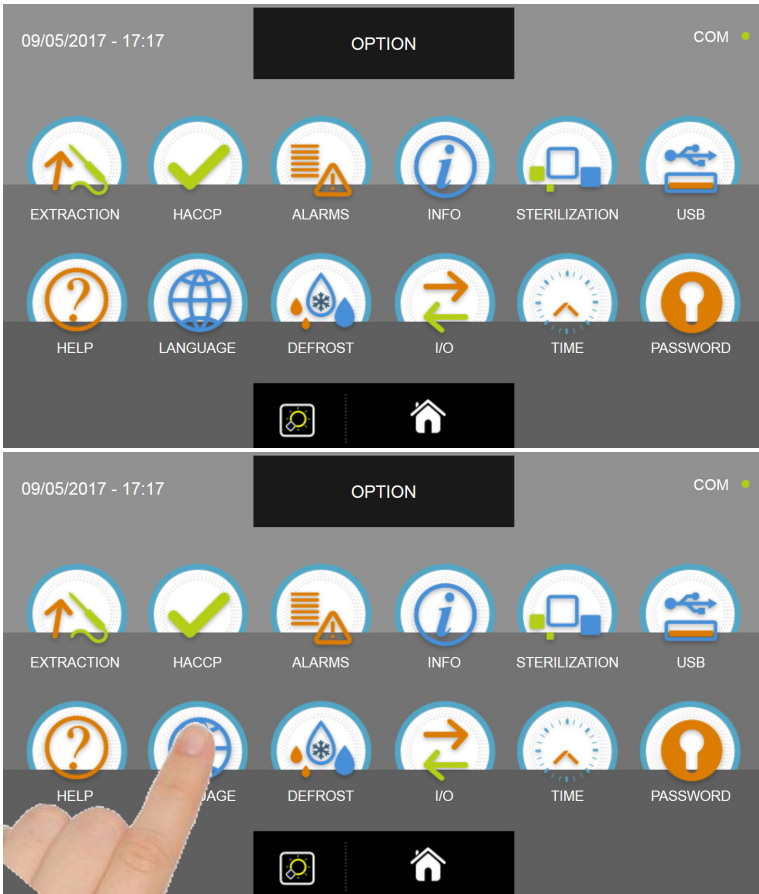 09/05/2017 - 17:17 OPTION COM
EXTRACTION HACCP ALARMS INFO STERILIZATION USB
HELP LANGUAGE DEFROST I/O TIME PASSWORD
09/05/2017 - 17:17 OPTION COM
EXTRACTION HACCP ALARMS INFO STERILIZATION USB
HELP AGE DEFROST I/O TIME PASSWORD